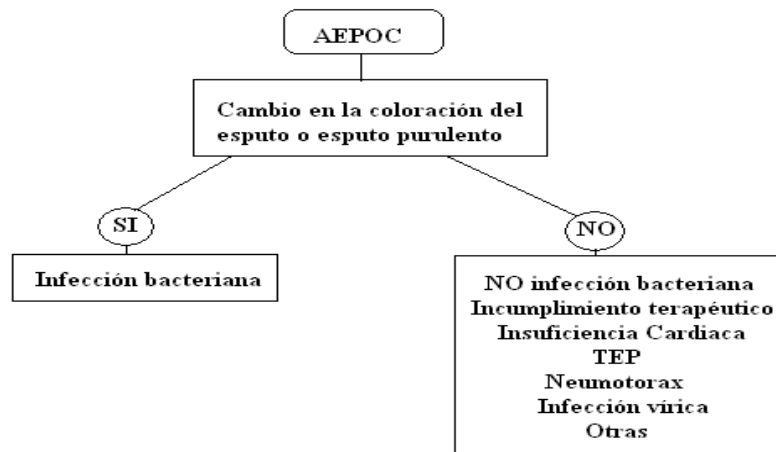 AEPOC
Cambio en la coloración del
esputo o esputo purulento
SI
NO
Infección bacteriana
NO infección bacteriana
Incumplimiento terapéutico
Insuficiencia Cardiaca
TEP
Neumotorax
Infección vírica
Otras